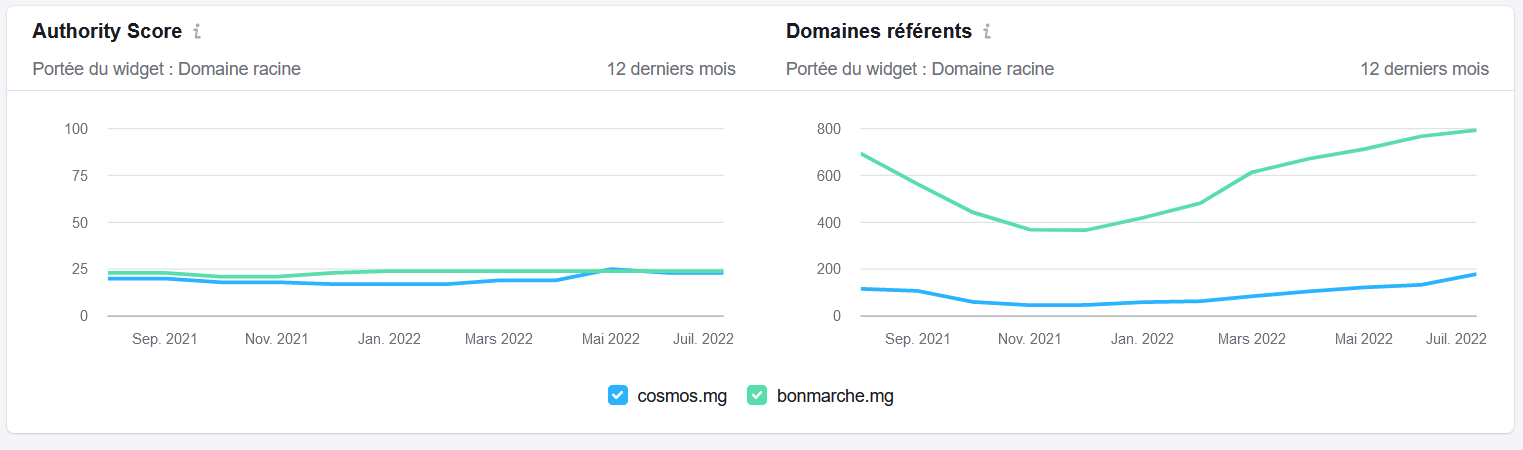 Authority Score
Portée du widget : Domaine racine 12 derniers mois
100
75
50
25
0
Sep. 2021 Nov. 2021 Jan. 2022 Mars 2022 Mai 2022 Juil. 2022
Domaines référents
Portée du widget : Domaine racine 12 derniers mois
800
600
400
200
0
Sep. 2021 Nov. 2021 Jan. 2022 Mars 2022 Mai 2022 Juil. 2022
cosmos.mg bonmarche.mg